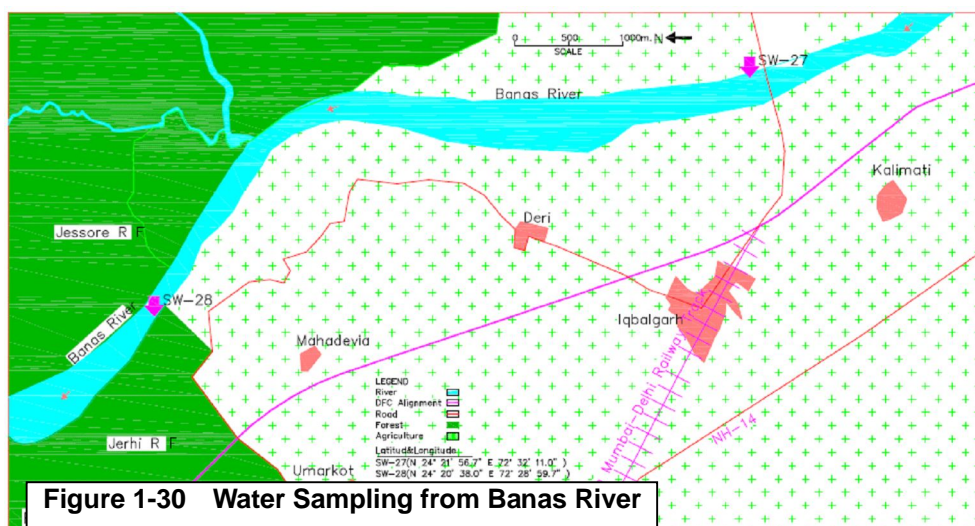 0 500 1000m. N
SCALE
SW-27
Banas River
Kalimati
Deri
Jessore R F
SW-28
Banas River
Iqbalgarh
Mahadevia
Mumbai-Delhi Railway Track
NH-14
LEGEND
River
DFC Alignment
Road
Forest
Agriculture
Latitud&Longitude
SW-27(N 24° 21' 56.7" E 72° 32' 11.0" )
SW-28(N 24° 20' 38.0" E 72° 28' 59.7" )
Jerhi R F
Umarkot
Figure 1-30 Water Sampling from Banas River